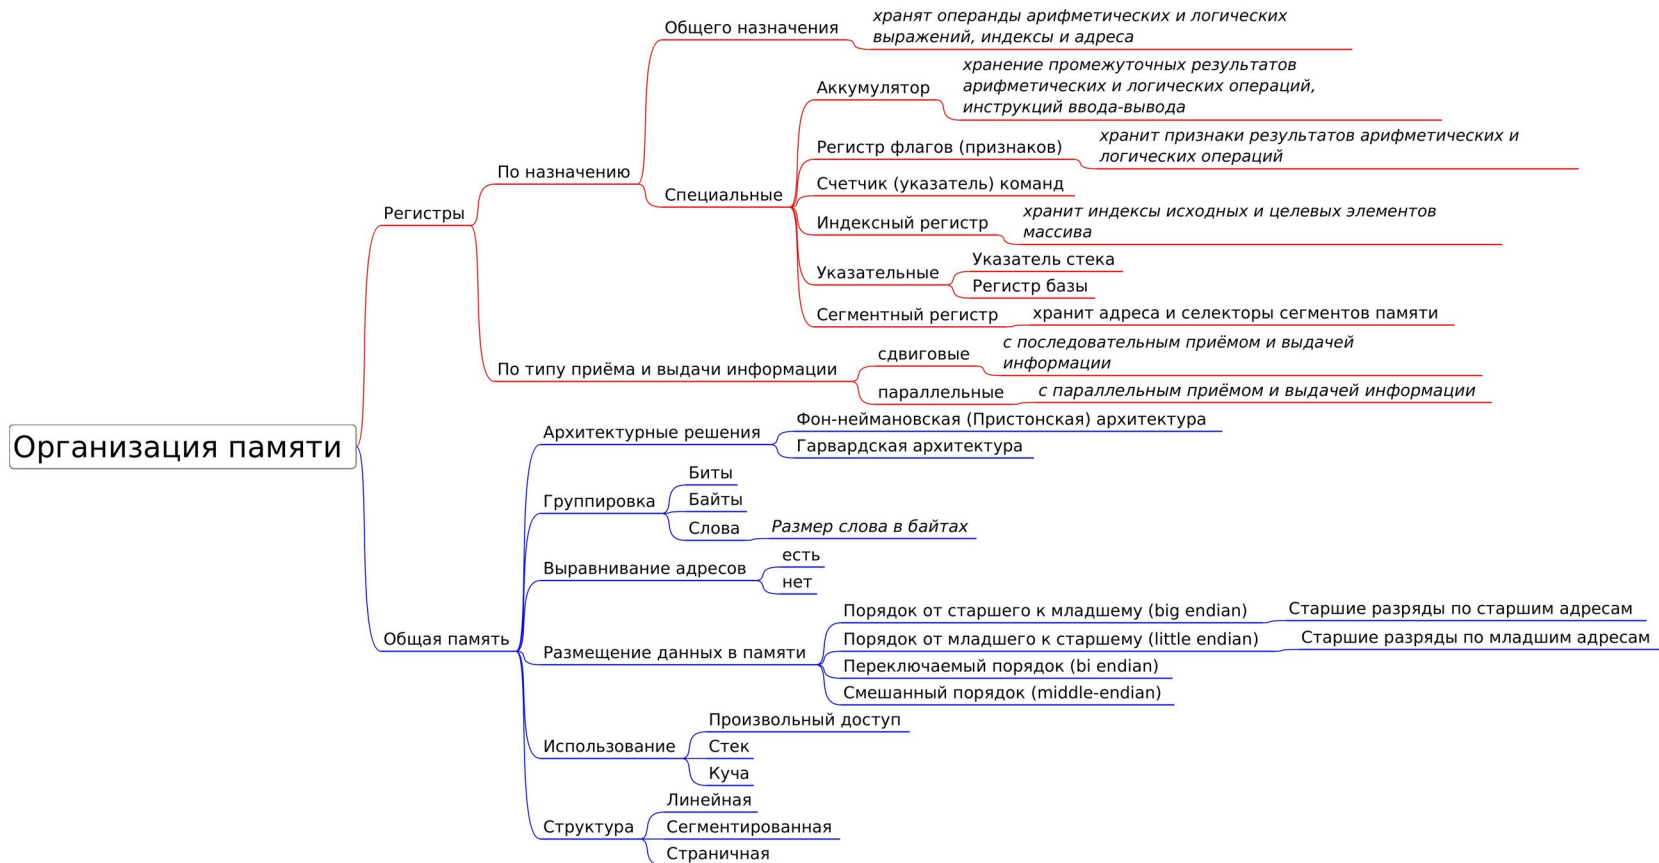 Организация памяти
Регистры
По назначению
Общего назначения
хранят операнды арифметических и логических
выражений, индексы и адреса
Специальные
Аккумулятор
хранение промежуточных результатов
арифметических и логических операций,
инструкций ввода-вывода
Регистр флагов (признаков)
хранит признаки результатов арифметических и
логических операций
Счетчик (указатель) команд
Индексный регистр
хранит индексы исходных и целевых элементов
массива
Указательные
Указатель стека
Регистр базы
Сегментный регистр
хранит адреса и селекторы сегментов памяти
По типу приёма и выдачи информации
сдвиговые
с последовательным приёмом и выдачей
информации
параллельные
с параллельным приёмом и выдачей информации
Общая память
Архитектурные решения
Фон-неймановская (Пристонская) архитектура
Гарвардская архитектура
Группировка
Биты
Байты
Слова
Размер слова в байтах
Выравнивание адресов
есть
нет
Размещение данных в памяти
Порядок от старшего к младшему (big endian)
Старшие разряды по старшим адресам
Порядок от младшего к старшему (little endian)
Старшие разряды по младшим адресам
Переключаемый порядок (bi endian)
Смешанный порядок (middle-endian)
Использование
Произвольный доступ
Стек
Куча
Структура
Линейная
Сегментированная
Страничная